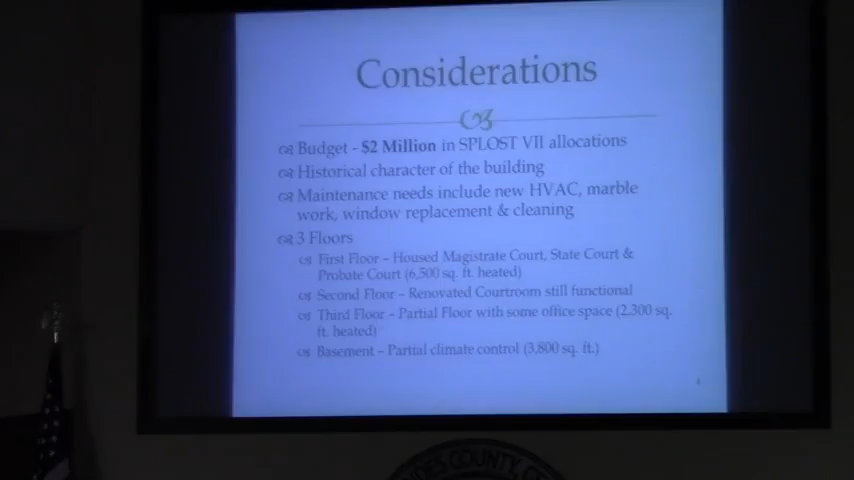 Considerations
Budget - $2 Million in SPLOST VII allocations
Historical character of the building
Maintenance needs include new HVAC, marble
work, window replacement & cleaning
3 Floors
First Floor – Housed Magistrate Court, State Court &
Probate Court (6,500 sq. ft. heated)
Second Floor – Renovated Courtroom still functional
Third Floor – Partial Floor with some office space (2,300 sq.
ft. heated)
Basement – Partial climate control (3,800 sq. ft.)
COUNTY,